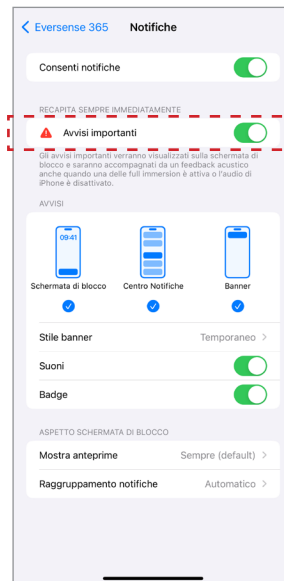 Eversense 365 Notifiche
Consenti notifiche
RECAPITA SEMPRE IMMEDIATAMENTE
Avvisi importanti
Gli avvisi importanti verranno visualizzati sulla schermata di
blocco e saranno accompagnati da un feedback acustico
anche quando una delle full immersion è attiva o l'audio di
iPhone è disattivato.
AVVISI
09:41
Schermata di blocco Centro Notifiche Banner
Stile banner Temporaneo
Suoni
Badge
ASPETTO SCHERMATA DI BLOCCO
Mostra anteprime Sempre (default)
Raggruppamento notifiche Automatico